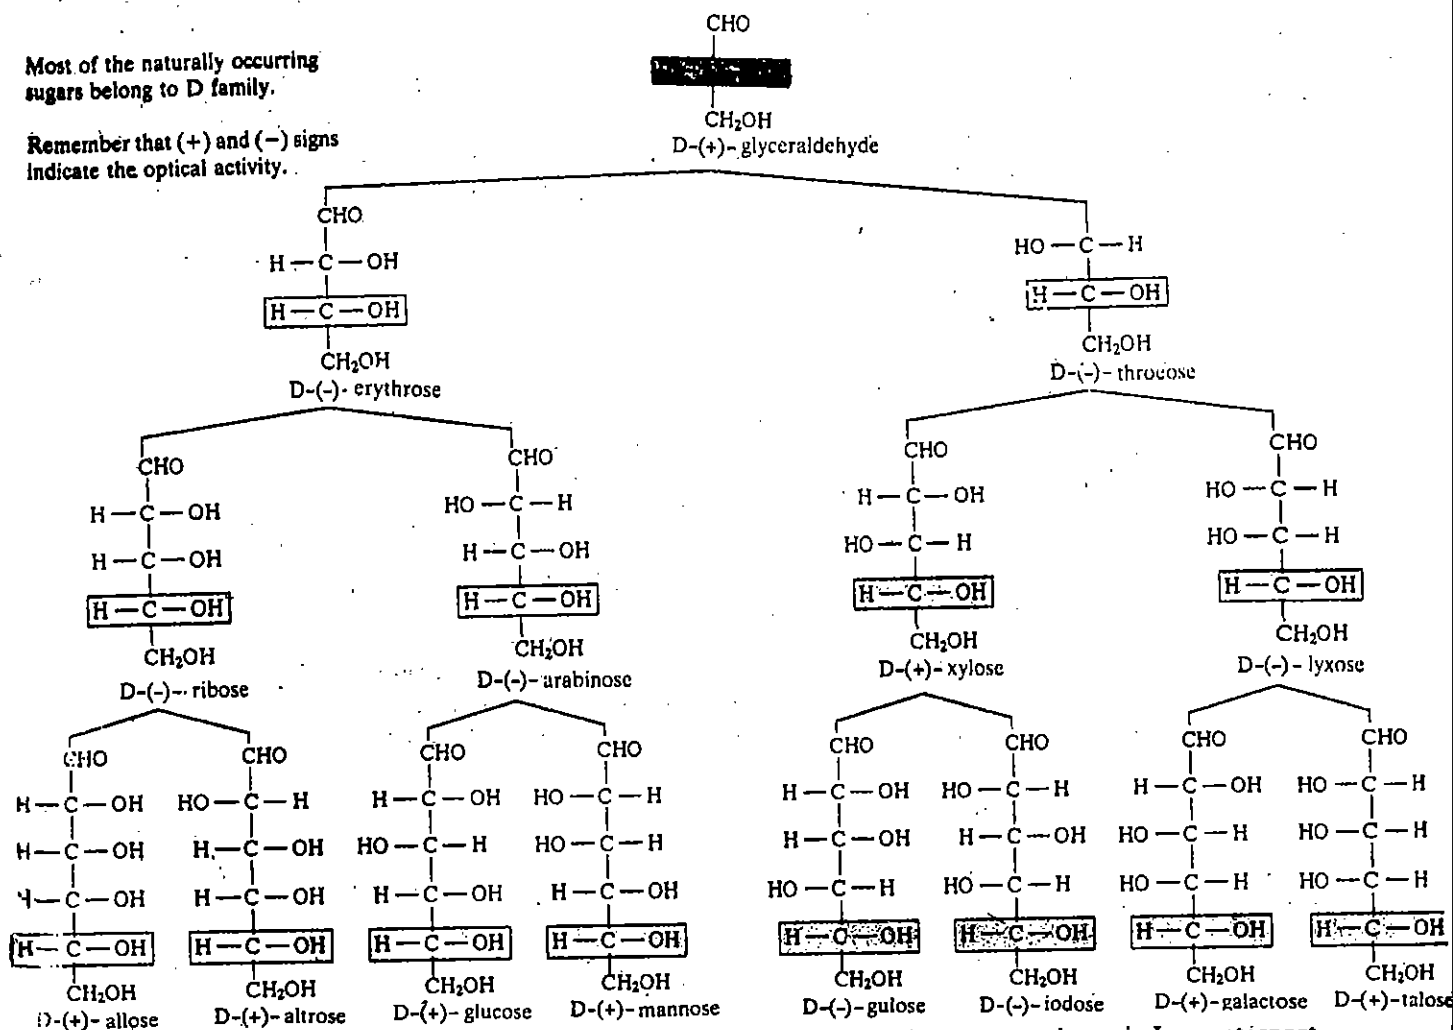 CHO
Most of the naturally occurring
sugars belong to D family.
CH₂OH
D-(+)- glyceraldehyde
Remember that (+) and (−) signs
indicate the optical activity.
CHO
H—C—OH
H—C—OH
CH₂OH
D-(−)- erythrose
HO—C—H
H—C—OH
CH₂OH
D-(−)- throcose
CHO
H—C—OH
H—C—OH
H—C—OH
CH₂OH
D-(−)- ribose
CHO
HO—C—H
H—C—OH
H—C—OH
CH₂OH
D-(−)- arabinose
CHO
H—C—OH
HO—C—H
H—C—OH
CH₂OH
D-(+)- xylose
CHO
HO—C—H
HO—C—H
H—C—OH
CH₂OH
D-(−)- lyxose
CHO
H—C—OH
H—C—OH
H—C—OH
H—C—OH
CH₂OH
D-(+)- allose
CHO
HO—C—H
H—C—OH
H—C—OH
H—C—OH
CH₂OH
D-(+)- altrose
CHO
H—C—OH
HO—C—H
H—C—OH
H—C—OH
CH₂OH
D-(+)- glucose
CHO
HO—C—H
HO—C—H
H—C—OH
H—C—OH
CH₂OH
D-(+)- mannose
CHO
H—C—OH
H—C—OH
HO—C—H
H—C—OH
CH₂OH
D-(−)- gulose
CHO
HO—C—H
H—C—OH
HO—C—H
H—C—OH
CH₂OH
D-(−)- iodose
CHO
H—C—OH
HO—C—H
HO—C—H
H—C—OH
CH₂OH
D-(+)- galactose
CHO
HO—C—H
HO—C—H
HO—C—H
H—C—OH
CH₂OH
D-(+)- talose